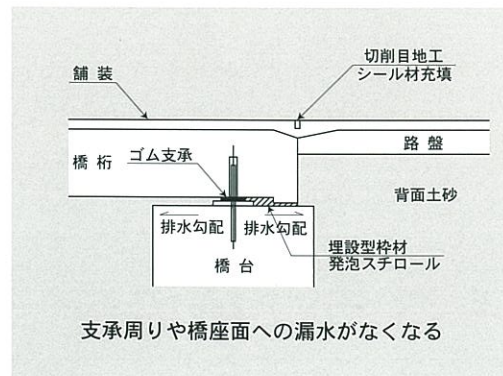 切削目地工
シール材充填
舗装
ゴム支承
路盤
橋桁
背面土砂
排水勾配
排水勾配
埋設型枠材
発泡スチロール
橋台
支承周りや橋座面への漏水がなくなる